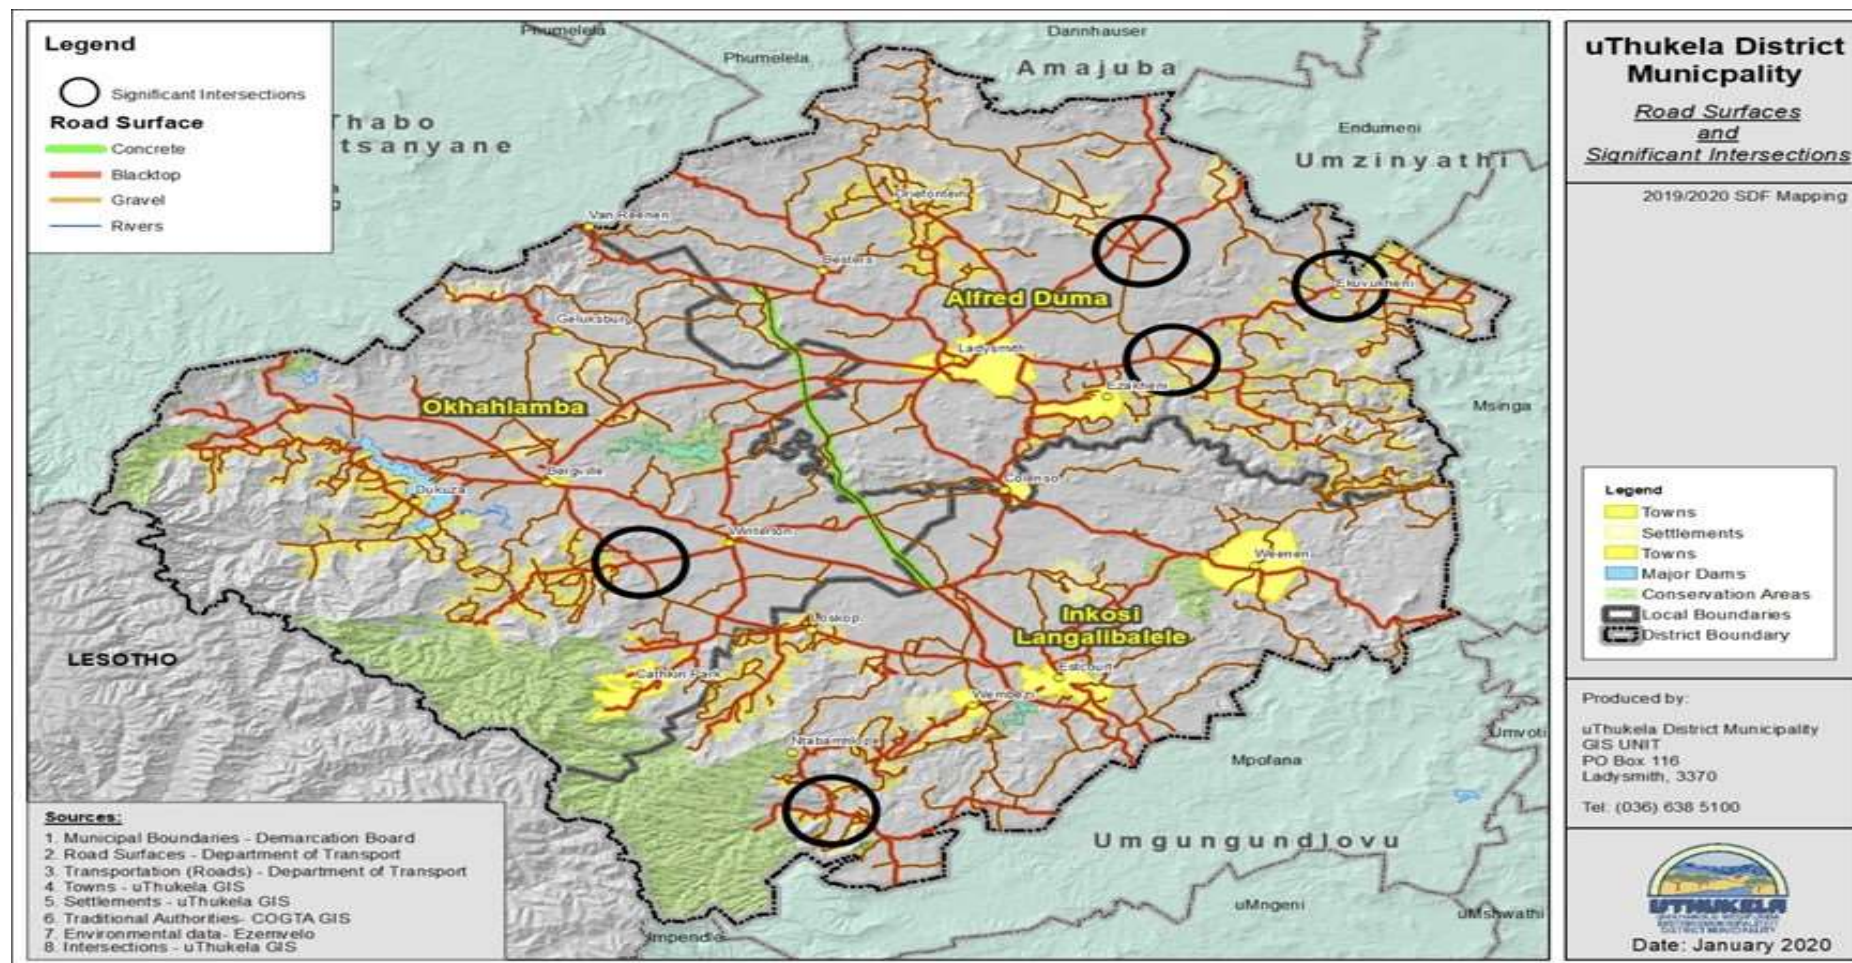 Legend
Significant Intersections
Road Surface
Concrete
Blacktop
Gravel
Rivers
Phumelela
Phumelela
Dannhauser
Amajuba
Thabo
tsanyane
Endumeni
Umzinyathi
Driefontein
Van Reenen
Besters
Ekuvukheni
Alfred Duma
Geluksburg
Ladysmith
Ezakheni
Okhahlamba
Msinga
Bergville
Dukuza
Colenso
Winterson
Weenen
Inkosi
Langalibalele
Loskop
LESOTHO
Cathkin Park
Estcourt
Wembezi
Ntabamhlope
Mpofana
Umvoti
Umgungundlovu
uMngeni
uMshwathi
Impendle
Sources:
1. Municipal Boundaries - Demarcation Board
2. Road Surfaces - Department of Transport
3. Transportation (Roads) - Department of Transport
4. Towns - uThukela GIS
5. Settlements - uThukela GIS
6. Traditional Authorities- COGTA GIS
7. Environmental data- Ezemvelo
8. Intersections - uThukela GIS
uThukela District
Municpality
Road Surfaces
and
Significant Intersections
2019/2020 SDF Mapping
Legend
Towns
Settlements
Towns
Major Dams
Conservation Areas
Local Boundaries
District Boundary
Produced by:
uThukela District Municipality
GIS UNIT
PO Box 116
Ladysmith, 3370
Tel: (036) 638 5100
UTHUKELA
DISTRICT MUNICIPALITY
Date: January 2020